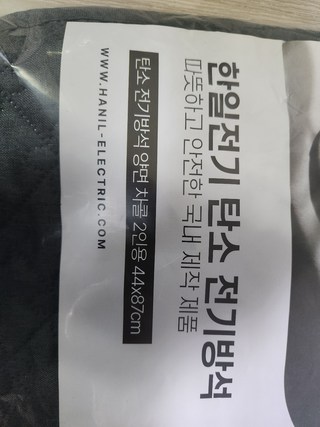 한일전기 탄소 전기방석
따뜻하고 안전한 국내 제작 제품
탄소 전기방석 양면 차콜 2인용 44x87cm
WWW.HANIL-ELECTRIC.COM